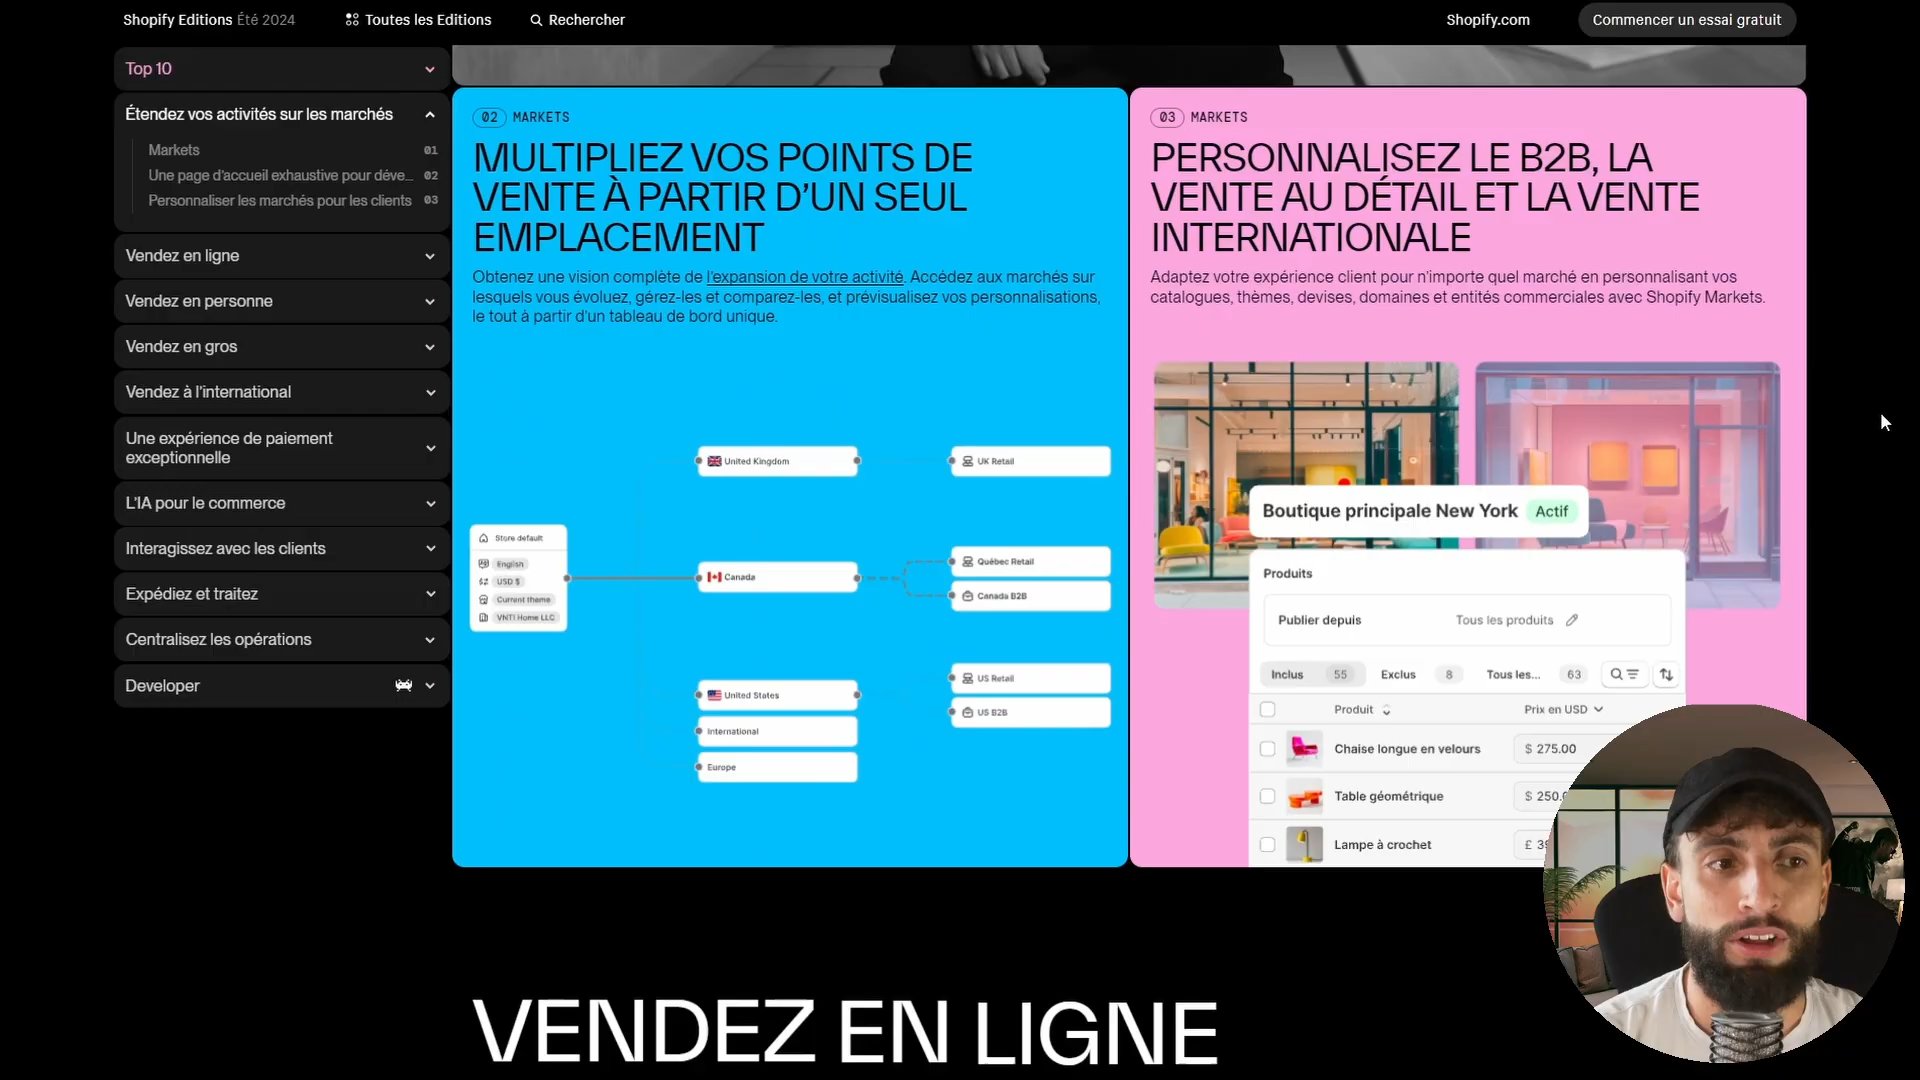 Shopify Editions Été 2024
Toutes les Editions
Rechercher
Shopify.com
Commencer un essai gratuit
Top 10
Étendez vos activités sur les marchés
Markets 01
Une page d'accueil exhaustive pour déve... 02
Personnaliser les marchés pour les clients 03
Vendez en ligne
Vendez en personne
Vendez en gros
Vendez à l'international
Une expérience de paiement
exceptionnelle
L'IA pour le commerce
Interagissez avec les clients
Expédiez et traitez
Centralisez les opérations
Developer
02 MARKETS
MULTIPLIEZ VOS POINTS DE
VENTE À PARTIR D'UN SEUL
EMPLACEMENT
Obtenez une vision complète de l'expansion de votre activité. Accédez aux marchés sur
lesquels vous évoluez, gérez-les et comparez-les, et prévisualisez vos personnalisations,
le tout à partir d'un tableau de bord unique.
Store default
English
USD $
Current theme
VNTI Home LLC
United Kingdom
UK Retail
Canada
Québec Retail
Canada B2B
United States
International
Europe
US Retail
US B2B
03 MARKETS
PERSONNALISEZ LE B2B, LA
VENTE AU DÉTAIL ET LA VENTE
INTERNATIONALE
Adaptez votre expérience client pour n'importe quel marché en personnalisant vos
catalogues, thèmes, devises, domaines et entités commerciales avec Shopify Markets.
Boutique principale New York Actif
Produits
Publier depuis Tous les produits
Inclus 55 Exclus 8 Tous les... 63
Produit Prix en USD
Chaise longue en velours $ 275.00
Table géométrique $ 250.
Lampe à crochet £
VENDEZ EN LIGNE